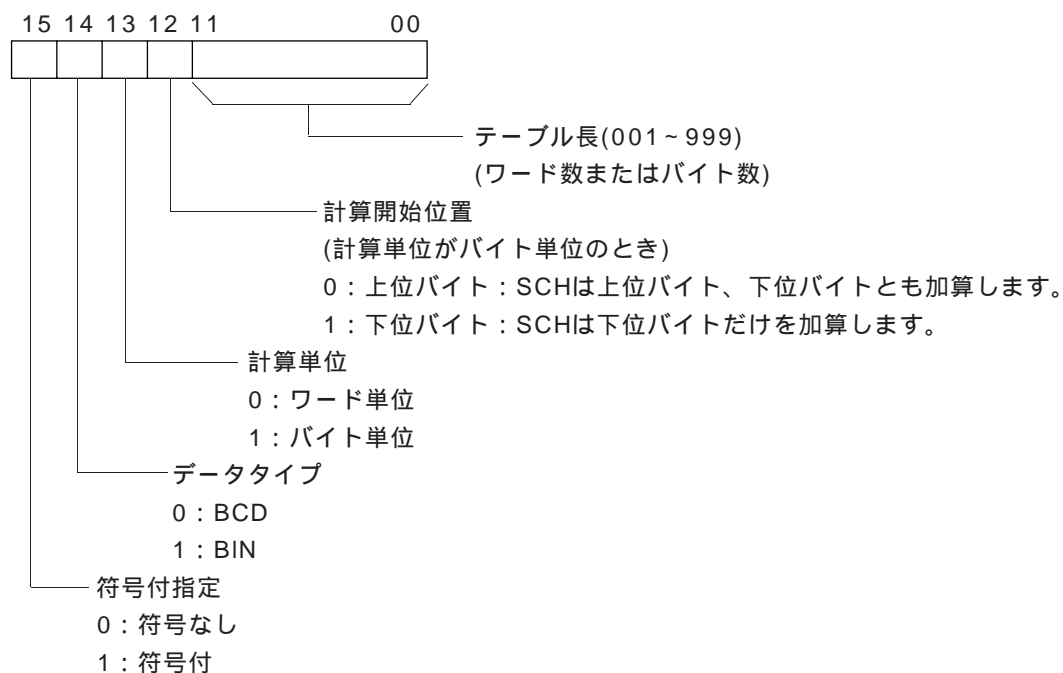 15 14 13 12 11 00
テーブル長(001~999)
(ワード数またはバイト数)
計算開始位置
(計算単位がバイト単位のとき)
0：上位バイト：SCHは上位バイト、下位バイトとも加算します。
1：下位バイト：SCHは下位バイトだけを加算します。
計算単位
0：ワード単位
1：バイト単位
データタイプ
0：BCD
1：BIN
符号付指定
0：符号なし
1：符号付